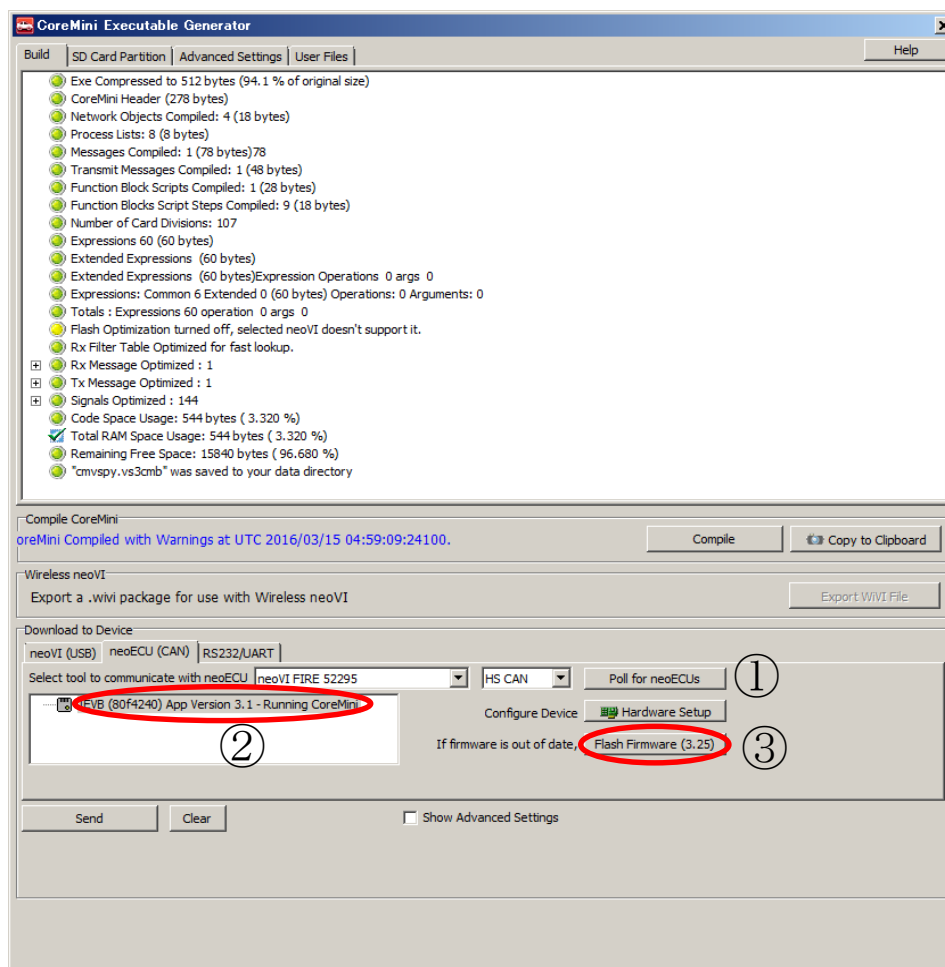 CoreMini Executable Generator
Build SD Card Partition Advanced Settings User Files Help
Exe Compressed to 512 bytes (94.1 % of original size)
CoreMini Header (278 bytes)
Network Objects Compiled: 4 (18 bytes)
Process Lists: 8 (8 bytes)
Messages Compiled: 1 (78 bytes)78
Transmit Messages Compiled: 1 (48 bytes)
Function Block Scripts Compiled: 1 (28 bytes)
Function Blocks Script Steps Compiled: 9 (18 bytes)
Number of Card Divisions: 107
Expressions 60 (60 bytes)
Extended Expressions (60 bytes)
Extended Expressions (60 bytes)Expression Operations 0 args 0
Expressions: Common 6 Extended 0 (60 bytes) Operations: 0 Arguments: 0
Totals : Expressions 60 operation 0 args 0
Flash Optimization turned off, selected neoVI doesn't support it.
Rx Filter Table Optimized for fast lookup.
Rx Message Optimized : 1
Tx Message Optimized : 1
Signals Optimized : 144
Code Space Usage: 544 bytes ( 3.320 %)
Total RAM Space Usage: 544 bytes ( 3.320 %)
Remaining Free Space: 15840 bytes ( 96.680 %)
"cmvspy.vs3cmb" was saved to your data directory
Compile CoreMini
oreMini Compiled with Warnings at UTC 2016/03/15 04:59:09:24100. Compile Copy to Clipboard
Wireless neoVI
Export a .wivi package for use with Wireless neoVI Export WiVI File
Download to Device
neoVI (USB) neoECU (CAN) RS232/UART
Select tool to communicate with neoECU neoVI FIRE 52295 HS CAN Poll for neoECUs ①
IEVB (80f4240) App Version 3.1 - Running CoreMini
Configure Device Hardware Setup
②
If firmware is out of date, Flash Firmware (3.25) ③
Send Clear Show Advanced Settings